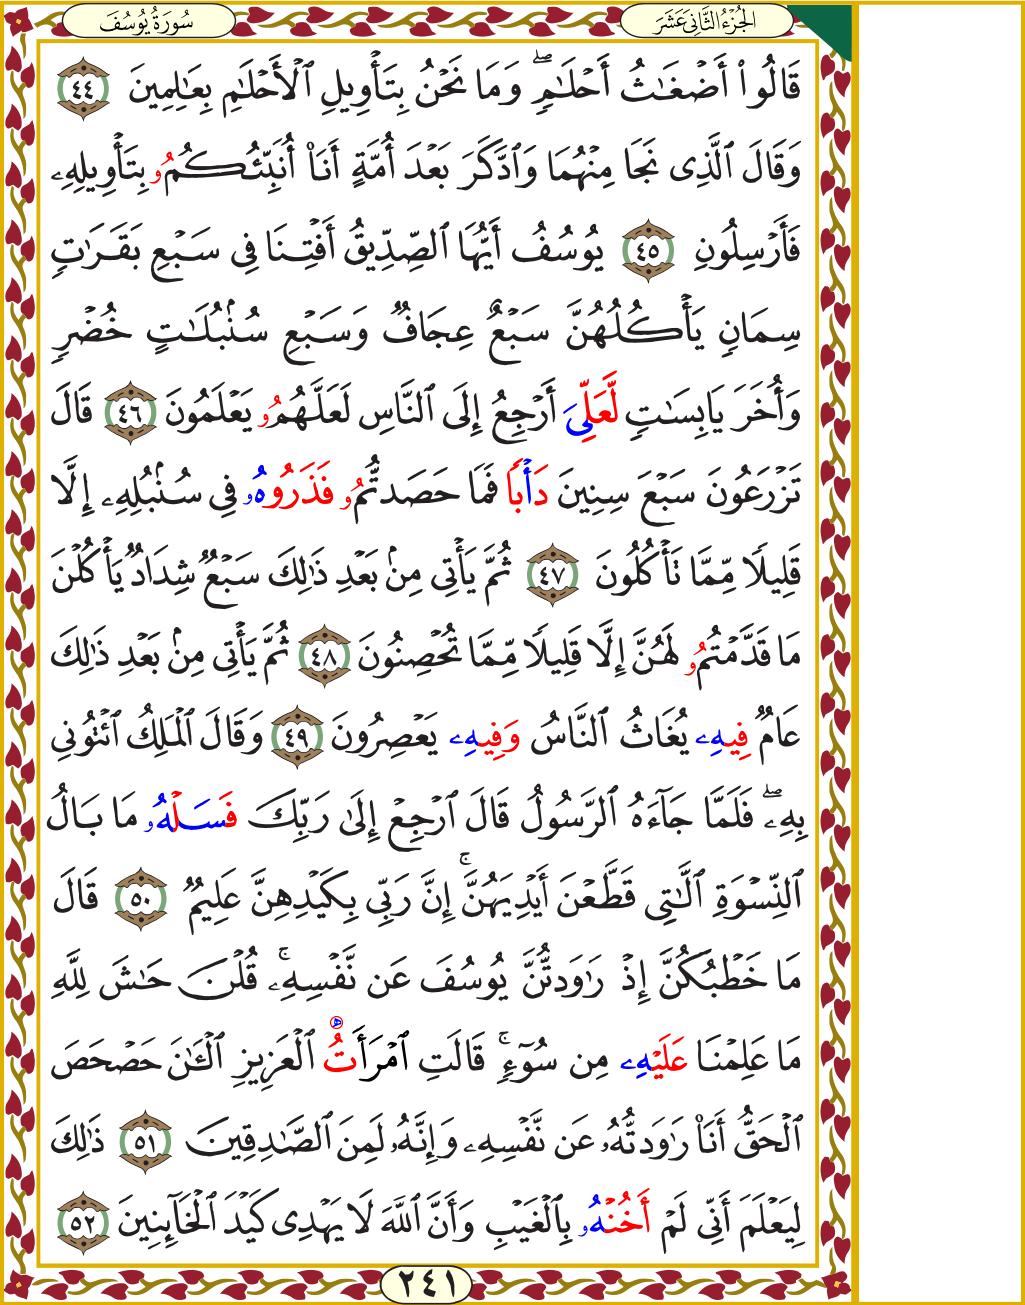 الْجُزْءُ الثَّانِيَ عَشَرَ
سُورَةُ يُوسُفَ
قَالُوٓا۟ أَضْغَٰثُ أَحْلَٰمٍۖ وَمَا نَحْنُ بِتَأْوِيلِ ٱلْأَحْلَٰمِ بِعَٰلِمِينَ ٤٤
وَقَالَ ٱلَّذِى نَجَا مِنْهُمَا وَٱدَّكَرَ بَعْدَ أُمَّةٍ أَنَا۠ أُنَبِّئُكُمُۥ بِتَأْوِيلِهِۦ
فَأَرْسِلُونِ ٤٥ يُوسُفُ أَيُّهَا ٱلصِّدِّيقُ أَفْتِنَا فِى سَبْعِ بَقَرَٰتٍ
سِمَانٍ يَأْكُلُهُنَّ سَبْعٌ عِجَافٌ وَسَبْعِ سُنۢبُلَٰتٍ خُضْرٍ
وَأُخَرَ يَابِسَٰتٍ لَّعَلِّىَ أَرْجِعُ إِلَى ٱلنَّاسِ لَعَلَّهُمُۥ يَعْلَمُونَ ٤٦ قَالَ
تَزْرَعُونَ سَبْعَ سِنِينَ دَأْبًا فَمَا حَصَدتُّمُۥ فَذَرُوهُۥ فِى سُنۢبُلِهِۦ إِلَّا
قَلِيلًا مِّمَّا تَأْكُلُونَ ٤٧ ثُمَّ يَأْتِى مِنۢ بَعْدِ ذَٰلِكَ سَبْعٌ شِدَادٌ يَأْكُلْنَ
مَا قَدَّمْتُمُۥ لَهُنَّ إِلَّا قَلِيلًا مِّمَّا تُحْصِنُونَ ٤٨ ثُمَّ يَأْتِى مِنۢ بَعْدِ ذَٰلِكَ
عَامٌ فِيهِۦ يُغَاثُ ٱلنَّاسُ وَفِيهِۦ يَعْصِرُونَ ٤٩ وَقَالَ ٱلْمَلِكُ ٱئْتُونِى
بِهِۦۖ فَلَمَّا جَآءَهُ ٱلرَّسُولُ قَالَ ٱرْجِعْ إِلَىٰ رَبِّكَ فَسَلْهُۥ مَا بَالُ
ٱلنِّسْوَةِ ٱلَّٰتِى قَطَّعْنَ أَيْدِيَهُنَّۚ إِنَّ رَبِّى بِكَيْدِهِنَّ عَلِيمٌ ٥٠ قَالَ
مَا خَطْبُكُنَّ إِذْ رَٰوَدتُّنَّ يُوسُفَ عَن نَّفْسِهِۦۚ قُلْنَ حَٰشَ لِلَّهِ
مَا عَلِمْنَا عَلَيْهِۦ مِن سُوٓءٍۚ قَالَتِ ٱمْرَأَتُ ٱلْعَزِيزِ ٱلْـَٰٔنَ حَصْحَصَ
ٱلْحَقُّ أَنَا۠ رَٰوَدتُّهُۥ عَن نَّفْسِهِۦ وَإِنَّهُۥ لَمِنَ ٱلصَّٰدِقِينَ ٥١ ذَٰلِكَ
لِيَعْلَمَ أَنِّى لَمْ أَخُنْهُۥ بِٱلْغَيْبِ وَأَنَّ ٱللَّهَ لَا يَهْدِى كَيْدَ ٱلْخَآئِنِينَ ٥٢
٢٤١